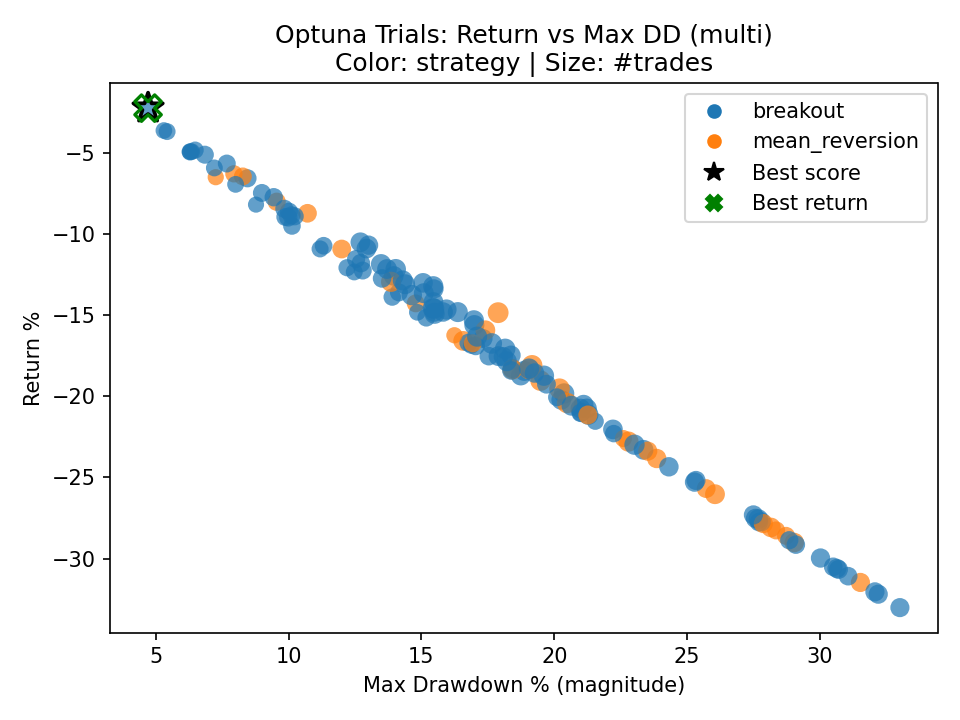 Optuna Trials: Return vs Max DD (multi)
Color: strategy | Size: #trades
breakout
mean_reversion
Best score
Best return
Return %
−5
−10
−15
−20
−25
−30
5
10
15
20
25
30
Max Drawdown % (magnitude)